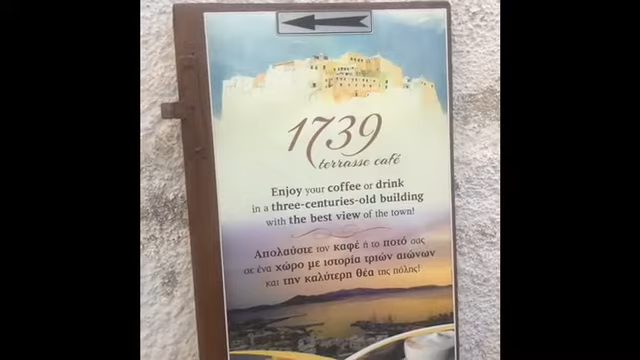 1739
terrasse café
Enjoy your coffee or drink
in a three-centuries-old building
with the best view of the town!
Απολαύστε τον καφέ ή το ποτό σας
σε ένα χώρο με ιστορία τριών αιώνων
και την καλύτερη θέα της πόλης!